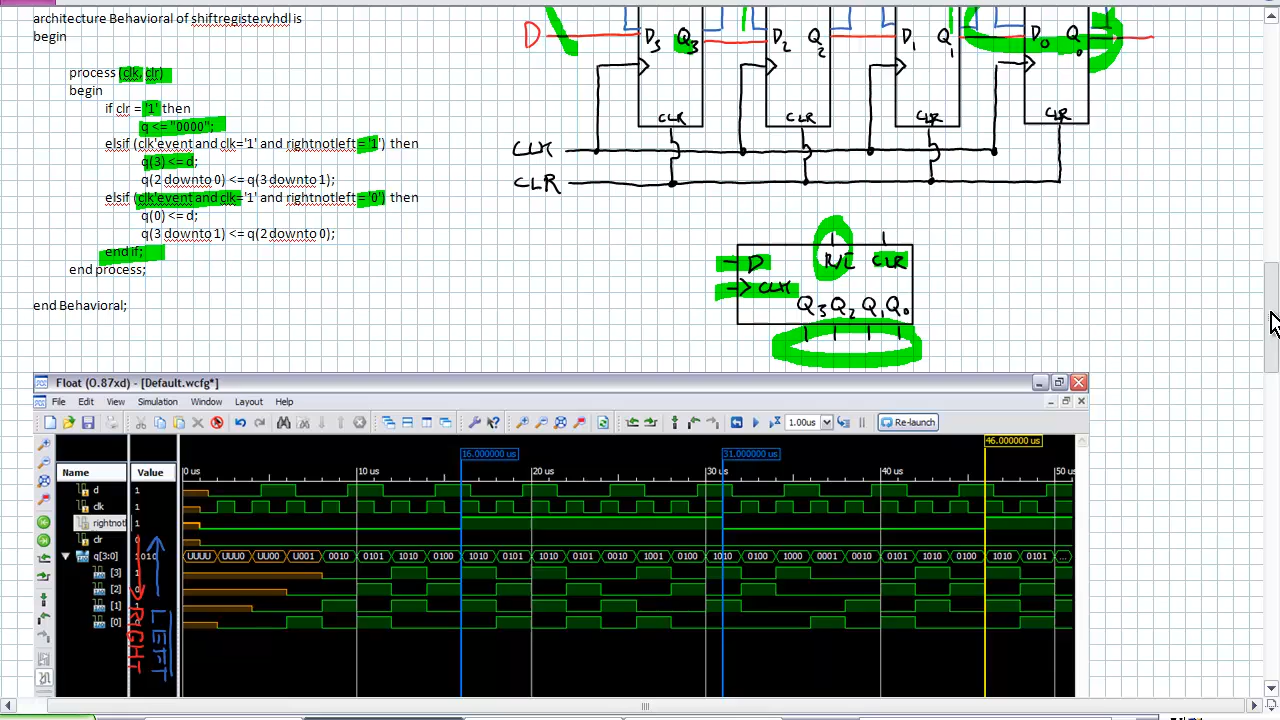 architecture Behavioral of shiftregistervhdl is
begin
process (clk, clr)
begin
if clr = '1' then
q <= "0000";
elsif (clk'event and clk='1' and rightnotleft = '1') then
q(3) <= d;
q(2 downto 0) <= q(3 downto 1);
elsif (clk'event and clk='1' and rightnotleft = '0') then
q(0) <= d;
q(3 downto 1) <= q(2 downto 0);
end if;
end process;
end Behavioral;
D D3 Q3 D2 Q2 D1 Q1 D0 Q0
CLR CLR CLR CLR
CLK
CLR
D R/L CLR
CLK
Q3 Q2 Q1 Q0
Float (0.87xd) - [Default.wcfg*]
File Edit View Simulation Window Layout Help
1.00us Re-launch
46.000000 us
16.000000 us 31.000000 us
Name Value 0 us 10 us 20 us 30 us 40 us 50 us
d 1
clk 1
rightnot 1
clr
q[3:0] 1010 UUUU UUU0 UU00 U001 0010 0101 1010 0100 1010 0101 1010 0101 0010 1001 0100 1010 0100 1000 0001 0010 0101 1010 0100 1010 0101 ...
[3] 1
[2] 0
[1] 1
[0]
RIGHT
LEFT